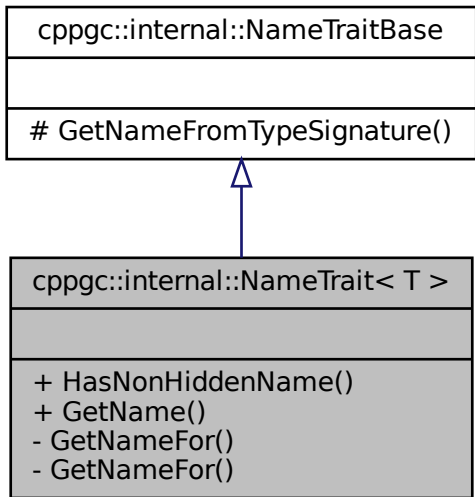 cppgc::internal::NameTraitBase
# GetNameFromTypeSignature()
cppgc::internal::NameTrait< T >
+ HasNonHiddenName()
+ GetName()
- GetNameFor()
- GetNameFor()